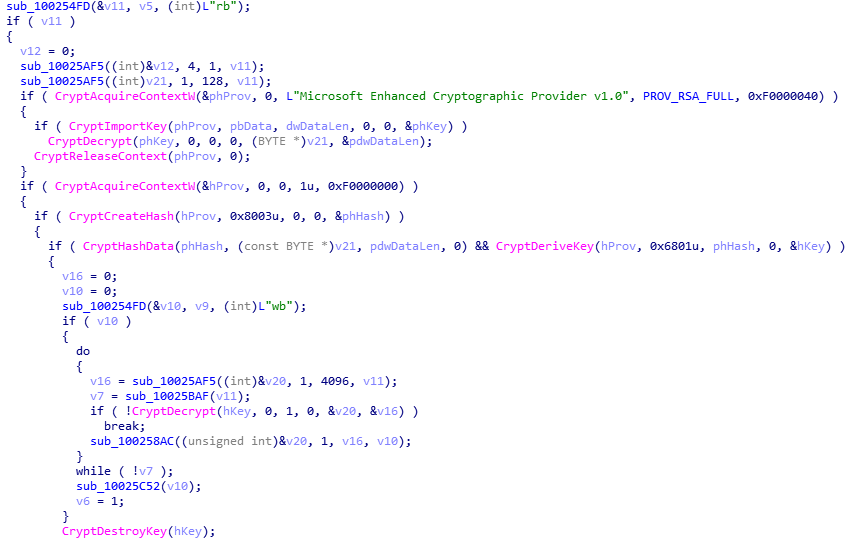 sub_100254FD(&v11, v5, (int)L"rb");
if ( v11 )
{
v12 = 0;
sub_10025AF5((int)&v12, 4, 1, v11);
sub_10025AF5((int)v21, 1, 128, v11);
if ( CryptAcquireContextW(&phProv, 0, L"Microsoft Enhanced Cryptographic Provider v1.0", PROV_RSA_FULL, 0xF0000040) )
{
if ( CryptImportKey(phProv, pbData, dwDataLen, 0, 0, &phKey) )
CryptDecrypt(phKey, 0, 0, 0, (BYTE *)v21, &pdwDataLen);
CryptReleaseContext(phProv, 0);
}
if ( CryptAcquireContextW(&hProv, 0, 0, 1u, 0xF0000000) )
{
if ( CryptCreateHash(hProv, 0x8003u, 0, 0, &phHash) )
{
if ( CryptHashData(phHash, (const BYTE *)v21, pdwDataLen, 0) && CryptDeriveKey(hProv, 0x6801u, phHash, 0, &hKey) )
{
v16 = 0;
v10 = 0;
sub_100254FD(&v10, v9, (int)L"wb");
if ( v10 )
{
do
{
v16 = sub_10025AF5((int)&v20, 1, 4096, v11);
v7 = sub_10025BAF(v11);
if ( !CryptDecrypt(hKey, 0, 1, 0, &v20, &v16) )
break;
sub_100258AC((unsigned int)&v20, 1, v16, v10);
}
while ( !v7 );
sub_10025C52(v10);
v6 = 1;
}
CryptDestroyKey(hKey);